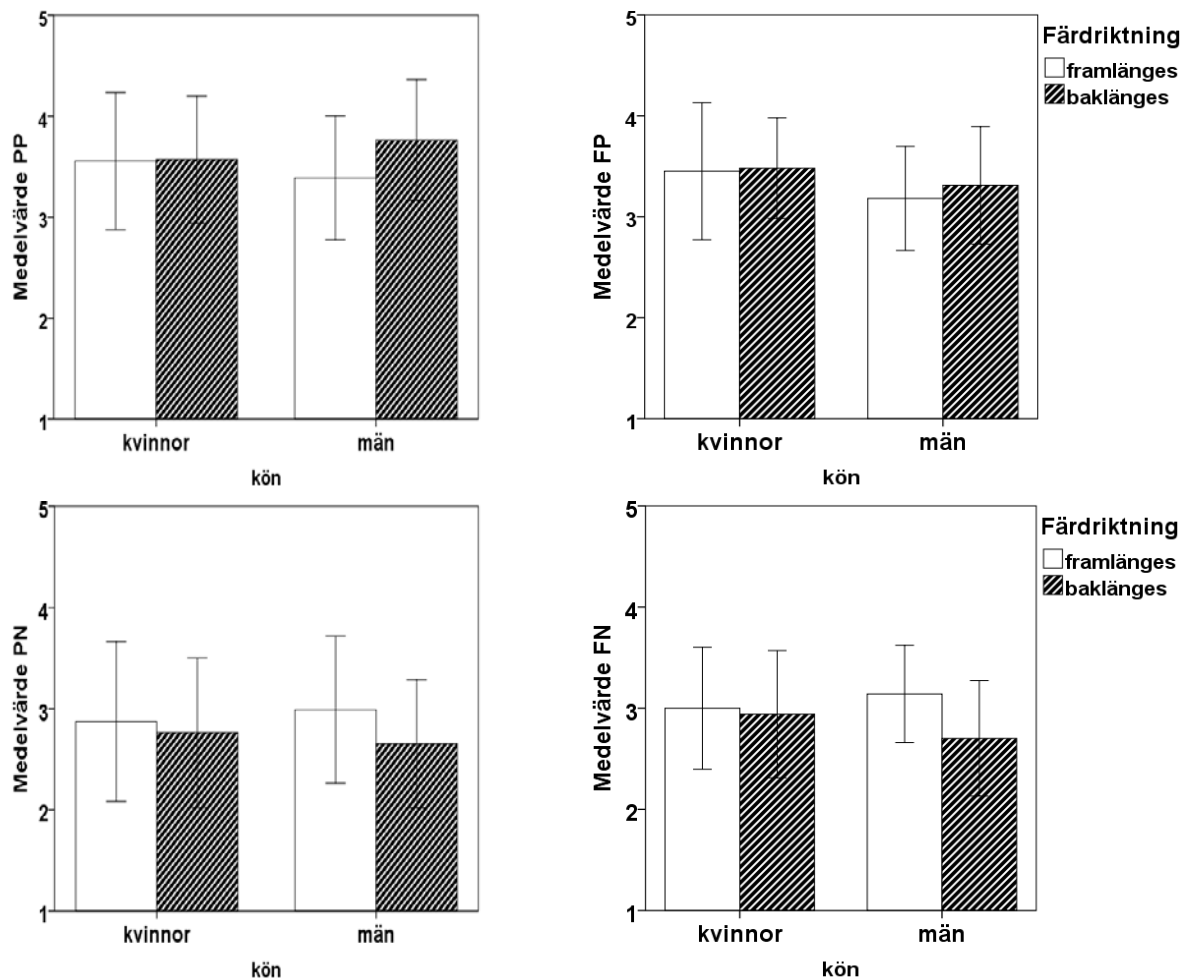 5
4
3
2
1
Medelvärde PP
kvinnor
män
kön
5
4
3
2
1
Medelvärde FP
kvinnor
män
kön
Färdriktning
framlänges
baklänges
5
4
3
2
1
Medelvärde PN
kvinnor
män
kön
5
4
3
2
1
Medelvärde FN
kvinnor
män
kön
Färdriktning
framlänges
baklänges